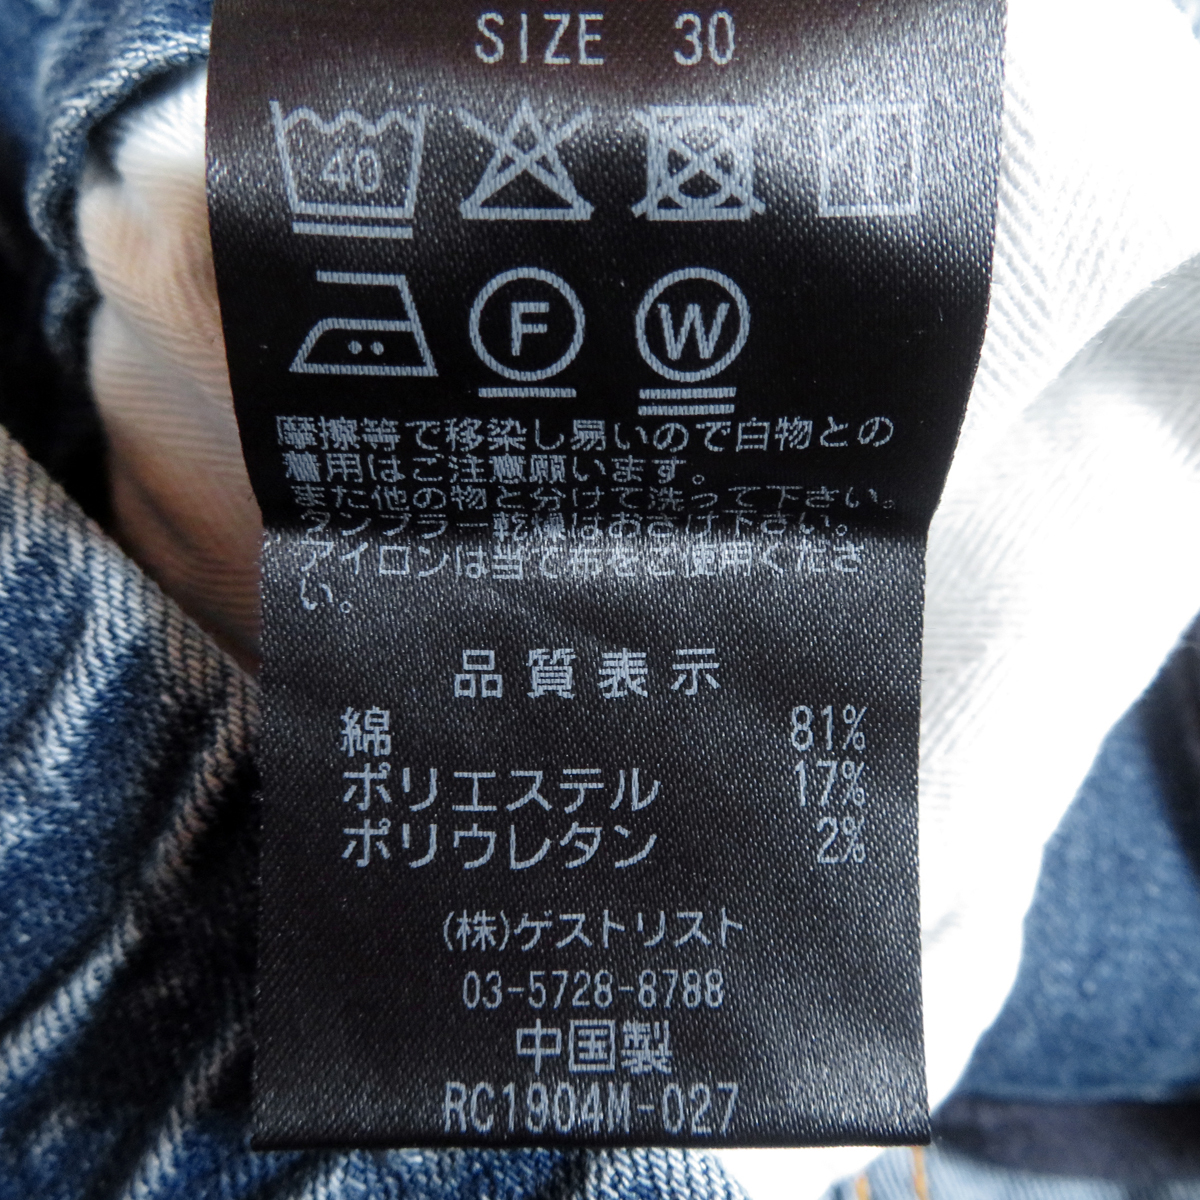 SIZE 30
40
F W
摩擦等で移染し易いので白物との
着用はご注意願います。
また他の物と分けて洗って下さい。
タンブラー乾燥はおさけ下さい。
アイロンは当て布をご使用くださ
い。
品質表示
綿 81%
ポリエステル 17%
ポリウレタン 2%
(株)ゲストリスト
03-5728-8788
中国製
RC1904M-027